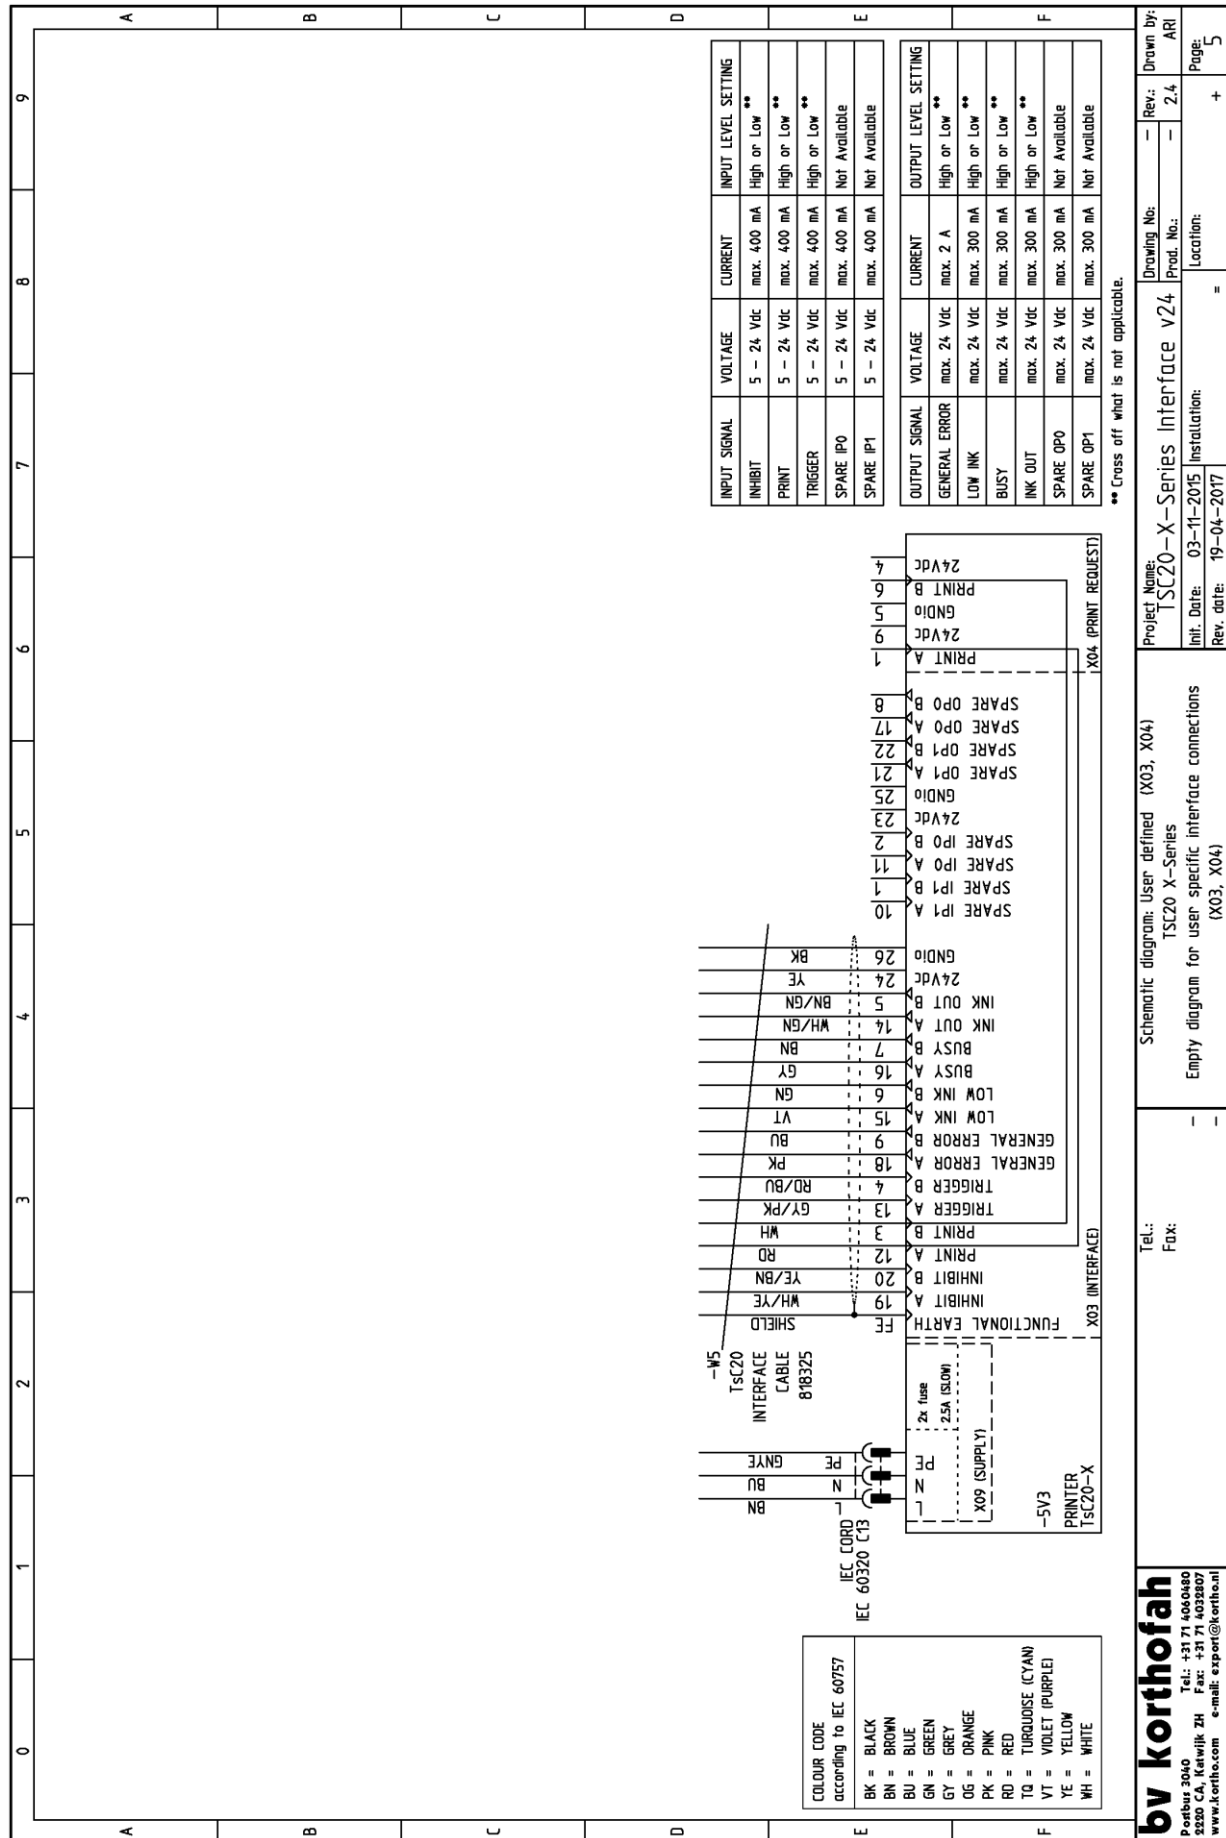 0 1 2 3 4 5 6 7 8 9
A
B
C
D
E
F
A
B
C
D
E
F
COLOUR CODE
according to IEC 60757
BK = BLACK
BN = BROWN
BU = BLUE
GN = GREEN
GY = GREY
OG = ORANGE
PK = PINK
RD = RED
TQ = TURQUOISE (CYAN)
VT = VIOLET (PURPLE)
YE = YELLOW
WH = WHITE
IEC CORD
IEC 60320 C13
BN L L
BU N N
GNYE PE PE
2x fuse
2.5A (SLOW)
X09 (SUPPLY)
-5V3
PRINTER
TsC20-X
-W5
TsC20
INTERFACE
CABLE
818325
SHIELD FE FUNCTIONAL EARTH
WH/YE 19 INHIBIT A
YE/BN 20 INHIBIT B
RD 12 PRINT A
WH 3 PRINT B
GY/PK 13 TRIGGER A
RD/BU 4 TRIGGER B
PK 18 GENERAL ERROR A
BU 9 GENERAL ERROR B
VT 15 LOW INK A
GN 6 LOW INK B
GY 16 BUSY A
BN 7 BUSY B
WH/GN 14 INK OUT A
BN/GN 5 INK OUT B
YE 24 24Vdc
BK 26 GNDio
10 SPARE IP1 A
1 SPARE IP1 B
11 SPARE IP0 A
2 SPARE IP0 B
23 24Vdc
25 GNDio
21 SPARE OP1 A
22 SPARE OP1 B
17 SPARE OP0 A
8 SPARE OP0 B
X03 (INTERFACE)
1 PRINT A
9 24Vdc
5 GNDio
6 PRINT B
4 24Vdc
X04 (PRINT REQUEST)
INPUT SIGNAL VOLTAGE CURRENT INPUT LEVEL SETTING
INHIBIT 5 - 24 Vdc max. 400 mA High or Low **
PRINT 5 - 24 Vdc max. 400 mA High or Low **
TRIGGER 5 - 24 Vdc max. 400 mA High or Low **
SPARE IP0 5 - 24 Vdc max. 400 mA Not Available
SPARE IP1 5 - 24 Vdc max. 400 mA Not Available
OUTPUT SIGNAL VOLTAGE CURRENT OUTPUT LEVEL SETTING
GENERAL ERROR max. 24 Vdc max. 2 A High or Low **
LOW INK max. 24 Vdc max. 300 mA High or Low **
BUSY max. 24 Vdc max. 300 mA High or Low **
INK OUT max. 24 Vdc max. 300 mA High or Low **
SPARE OP0 max. 24 Vdc max. 300 mA Not Available
SPARE OP1 max. 24 Vdc max. 300 mA Not Available
** Cross off what is not applicable.
bv korthofah
Postbus 3040 Tel.: +31 71 4060480
2220 CA, Katwijk ZH Fax: +31 71 4032807
www.kortho.com e-mail: export@kortho.nl
Tel.:
Fax:
-
-
Schematic diagram: User defined (X03, X04)
TSC20 X-Series
Empty diagram for user specific interface connections
(X03, X04)
Project Name:
TSC20-X-Series Interface v24
Init. Date: 03-11-2015
Rev. date: 19-04-2017
Installation:
=
Drawing No: -
Prod. No.: -
Location:
+
Rev.:
2.4
Drawn by:
ARI
Page:
5